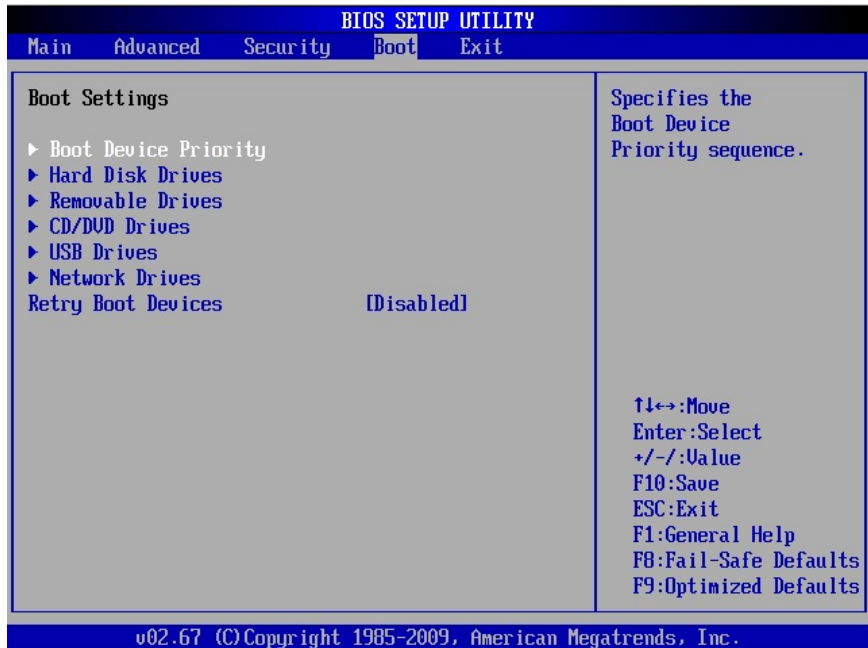 BIOS SETUP UTILITY
Main Advanced Security Boot Exit
Boot Settings
▶ Boot Device Priority
▶ Hard Disk Drives
▶ Removable Drives
▶ CD/DVD Drives
▶ USB Drives
▶ Network Drives
Retry Boot Devices [Disabled]
Specifies the
Boot Device
Priority sequence.
↑↓←→:Move
Enter:Select
+/-/:Value
F10:Save
ESC:Exit
F1:General Help
F8:Fail-Safe Defaults
F9:Optimized Defaults
v02.67 (C)Copyright 1985-2009, American Megatrends, Inc.